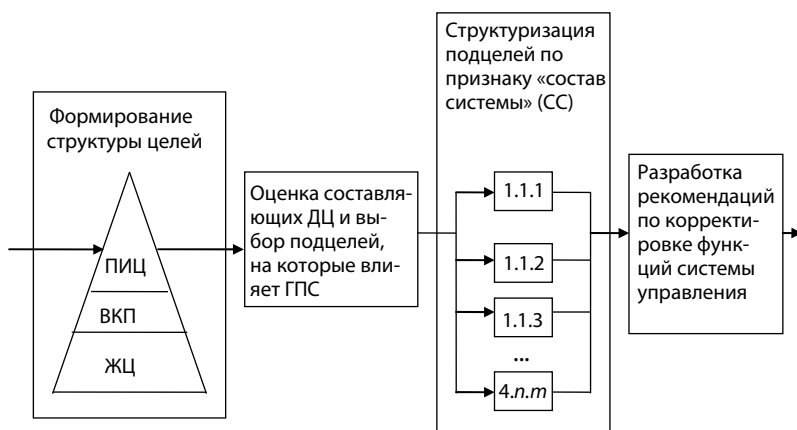 Формирование
структуры целей
ПИЦ
ВКП
ЖЦ
Оценка составля-
ющих ДЦ и вы-
бор подцелей,
на которые вли-
яет ГПС
Структуризация
подцелей по
признаку «состав
системы» (СС)
1.1.1
1.1.2
1.1.3
...
4.n.m
Разработка
рекомендаций
по корректи-
ровке функ-
ций системы
управления